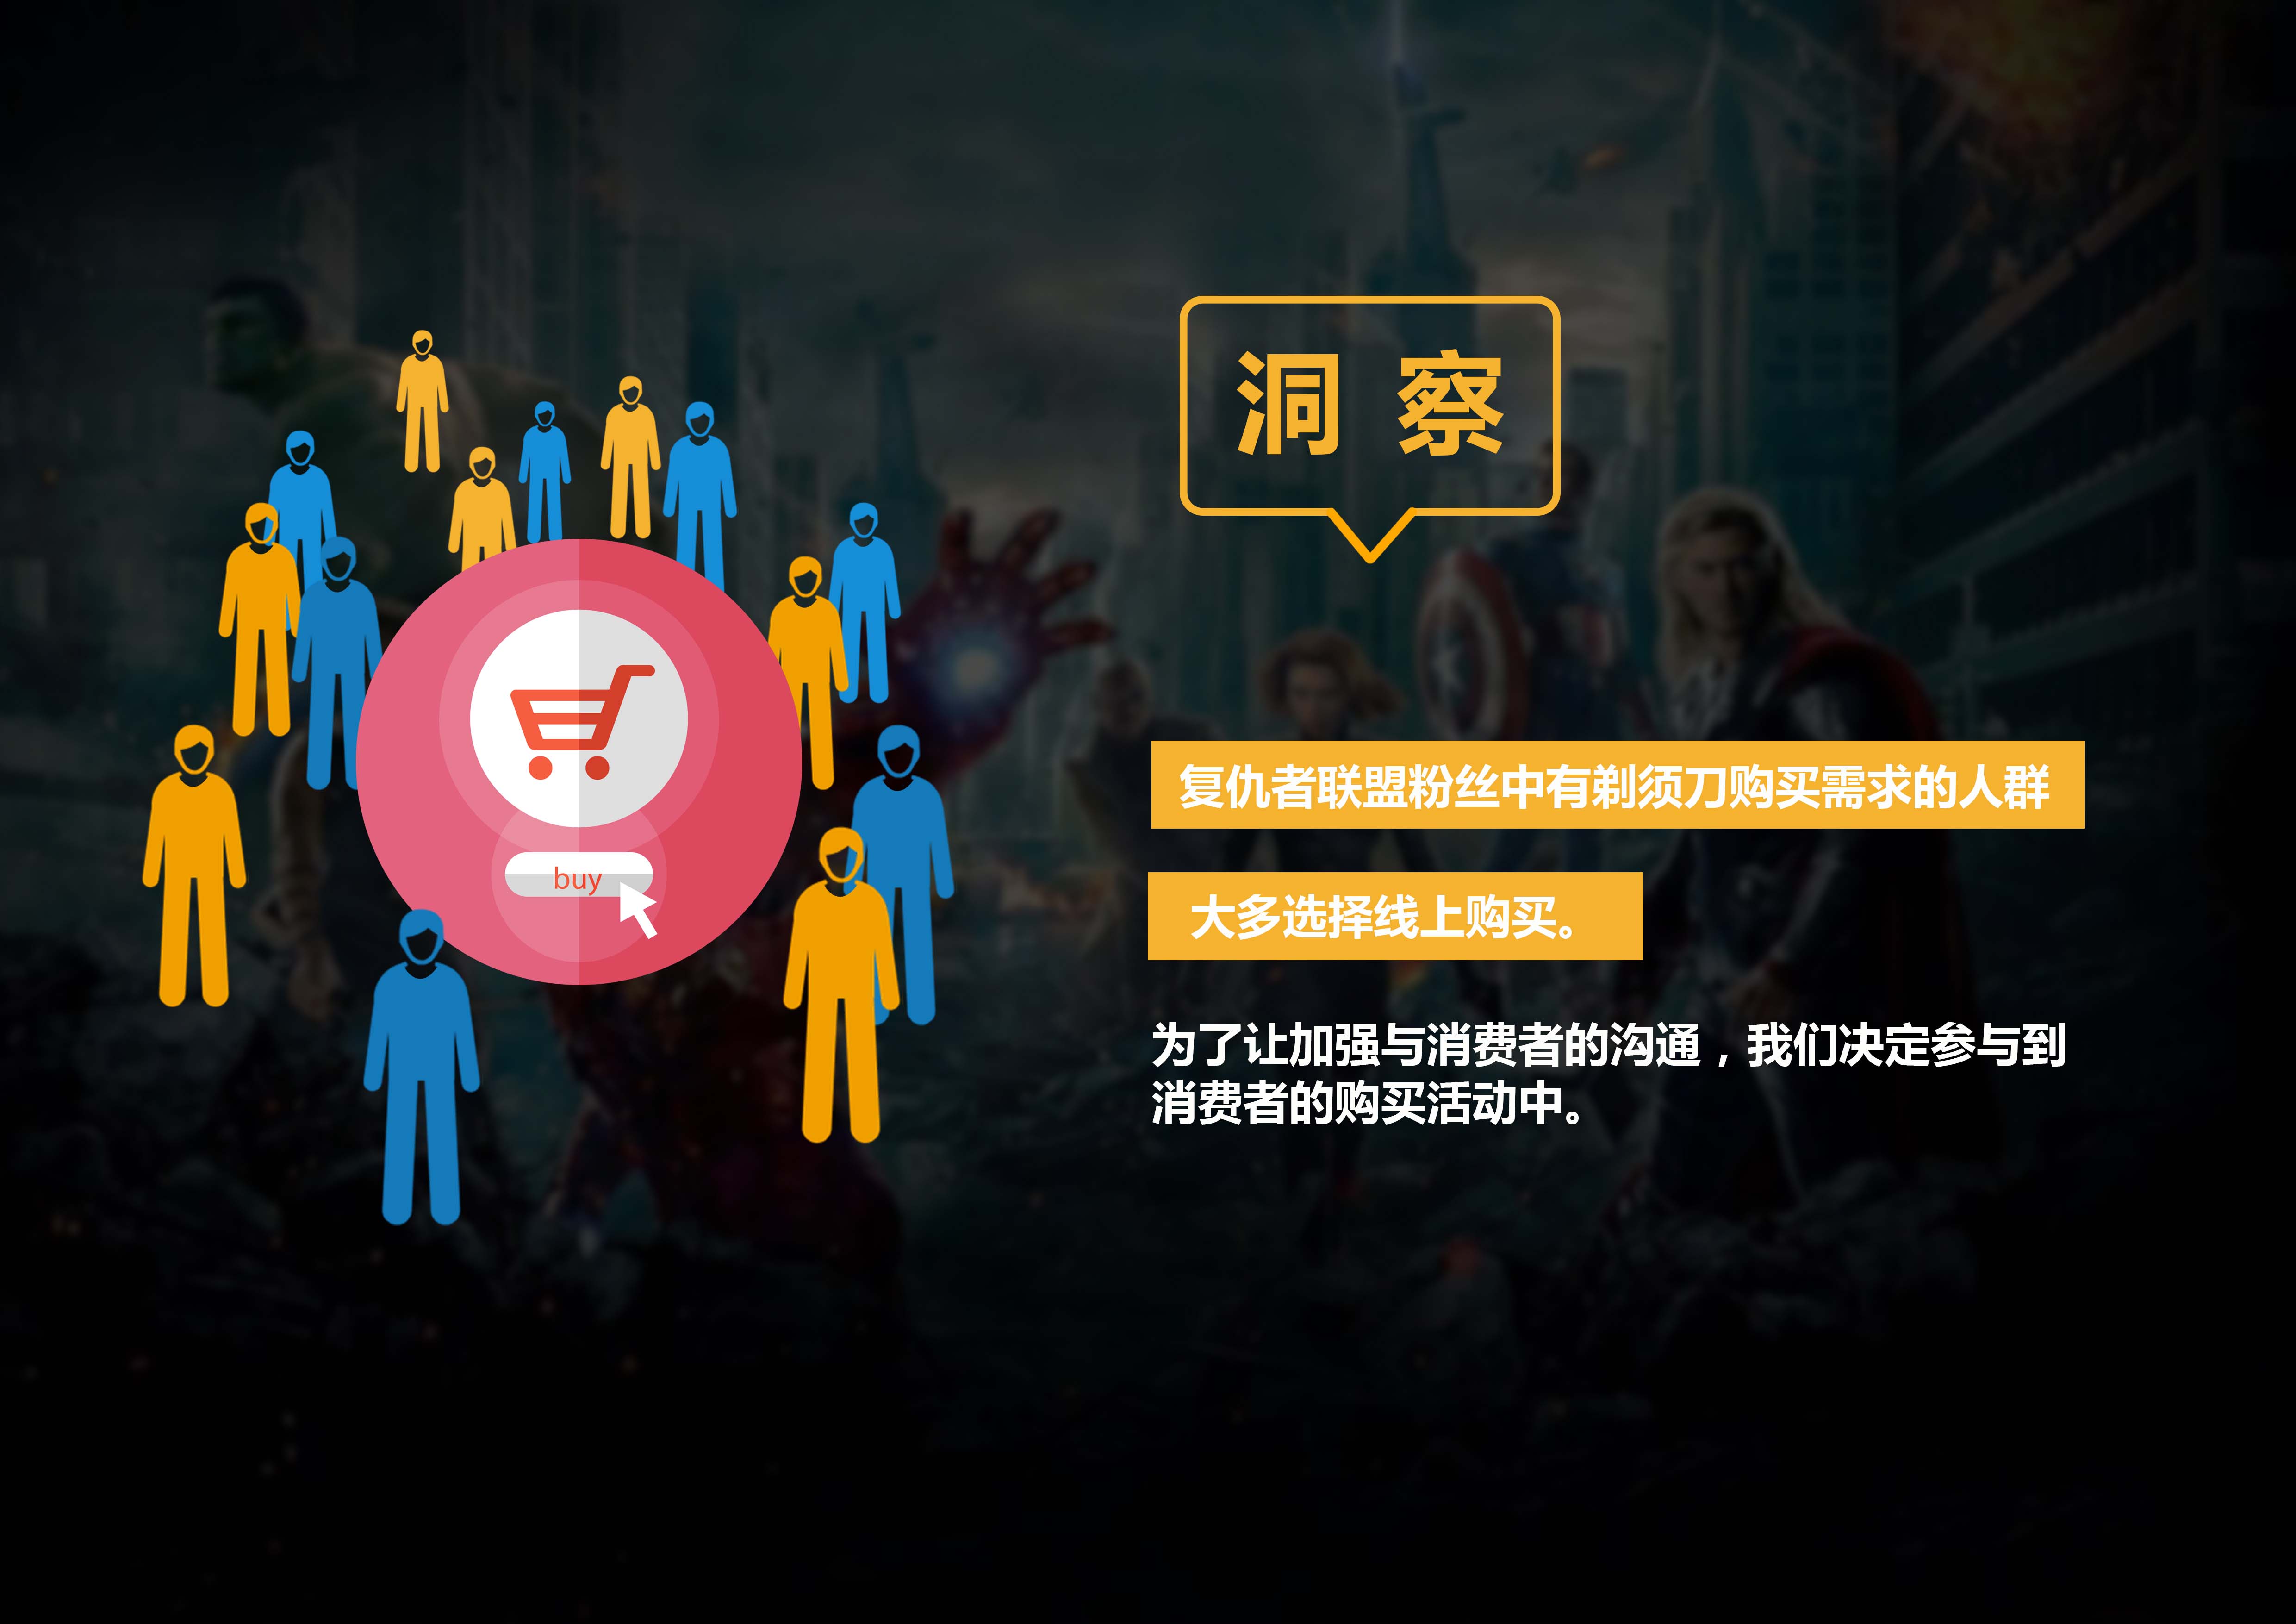 洞 察
buy
复仇者联盟粉丝中有剃须刀购买需求的人群
大多选择线上购买。
为了让加强与消费者的沟通，我们决定参与到
消费者的购买活动中。